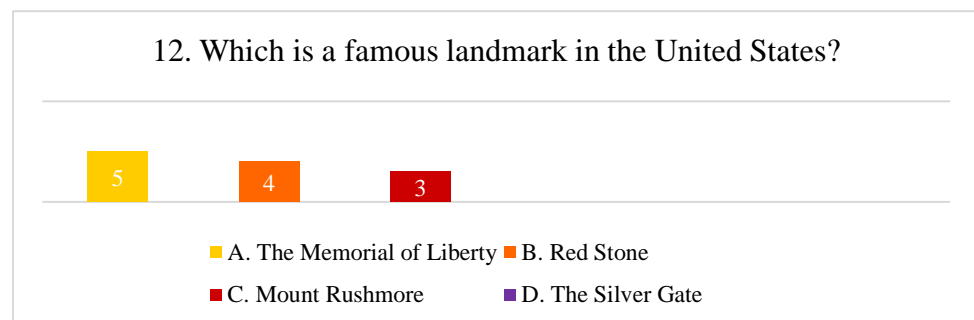 12. Which is a famous landmark in the United States?
5
4
3
A. The Memorial of Liberty
B. Red Stone
C. Mount Rushmore
D. The Silver Gate